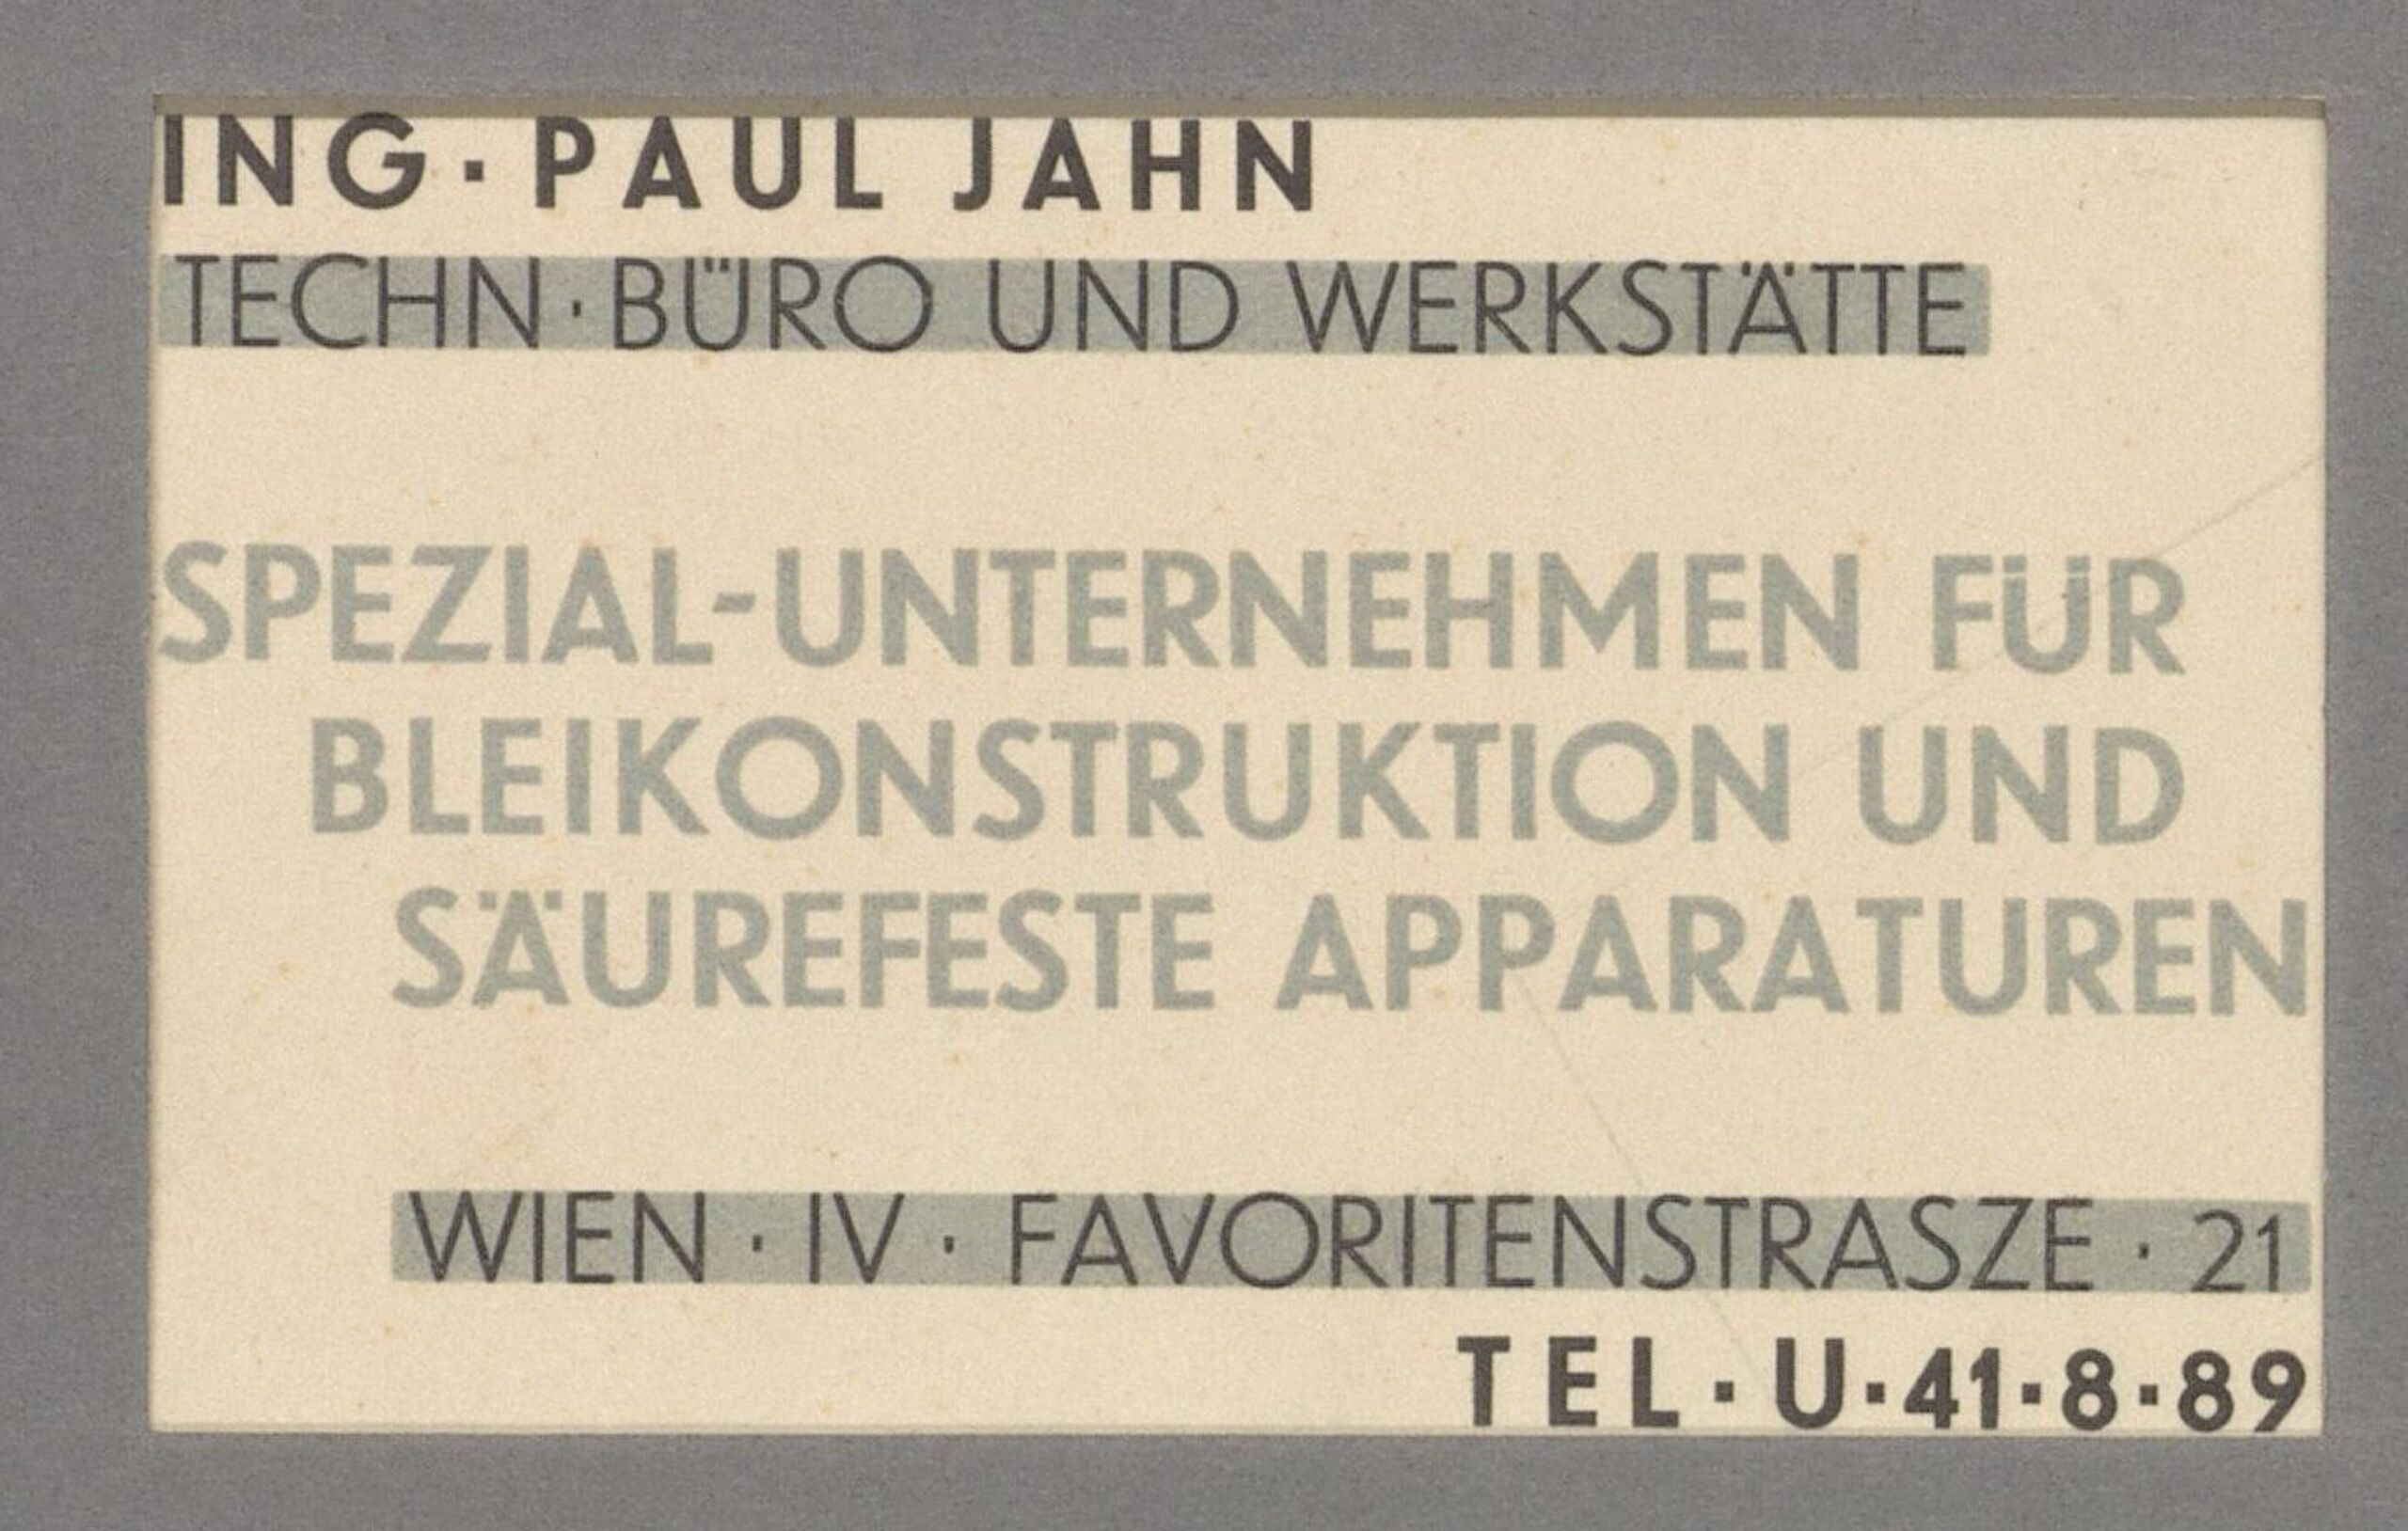 ING· PAUL JAHN
TECHN· BÜRO UND WERKSTÄTTE
SPEZIAL-UNTERNEHMEN FÜR
BLEIKONSTRUKTION UND
SÄUREFESTE APPARATUREN
WIEN · IV · FAVORITENSTRASZE · 21
TEL·U·41·8·89